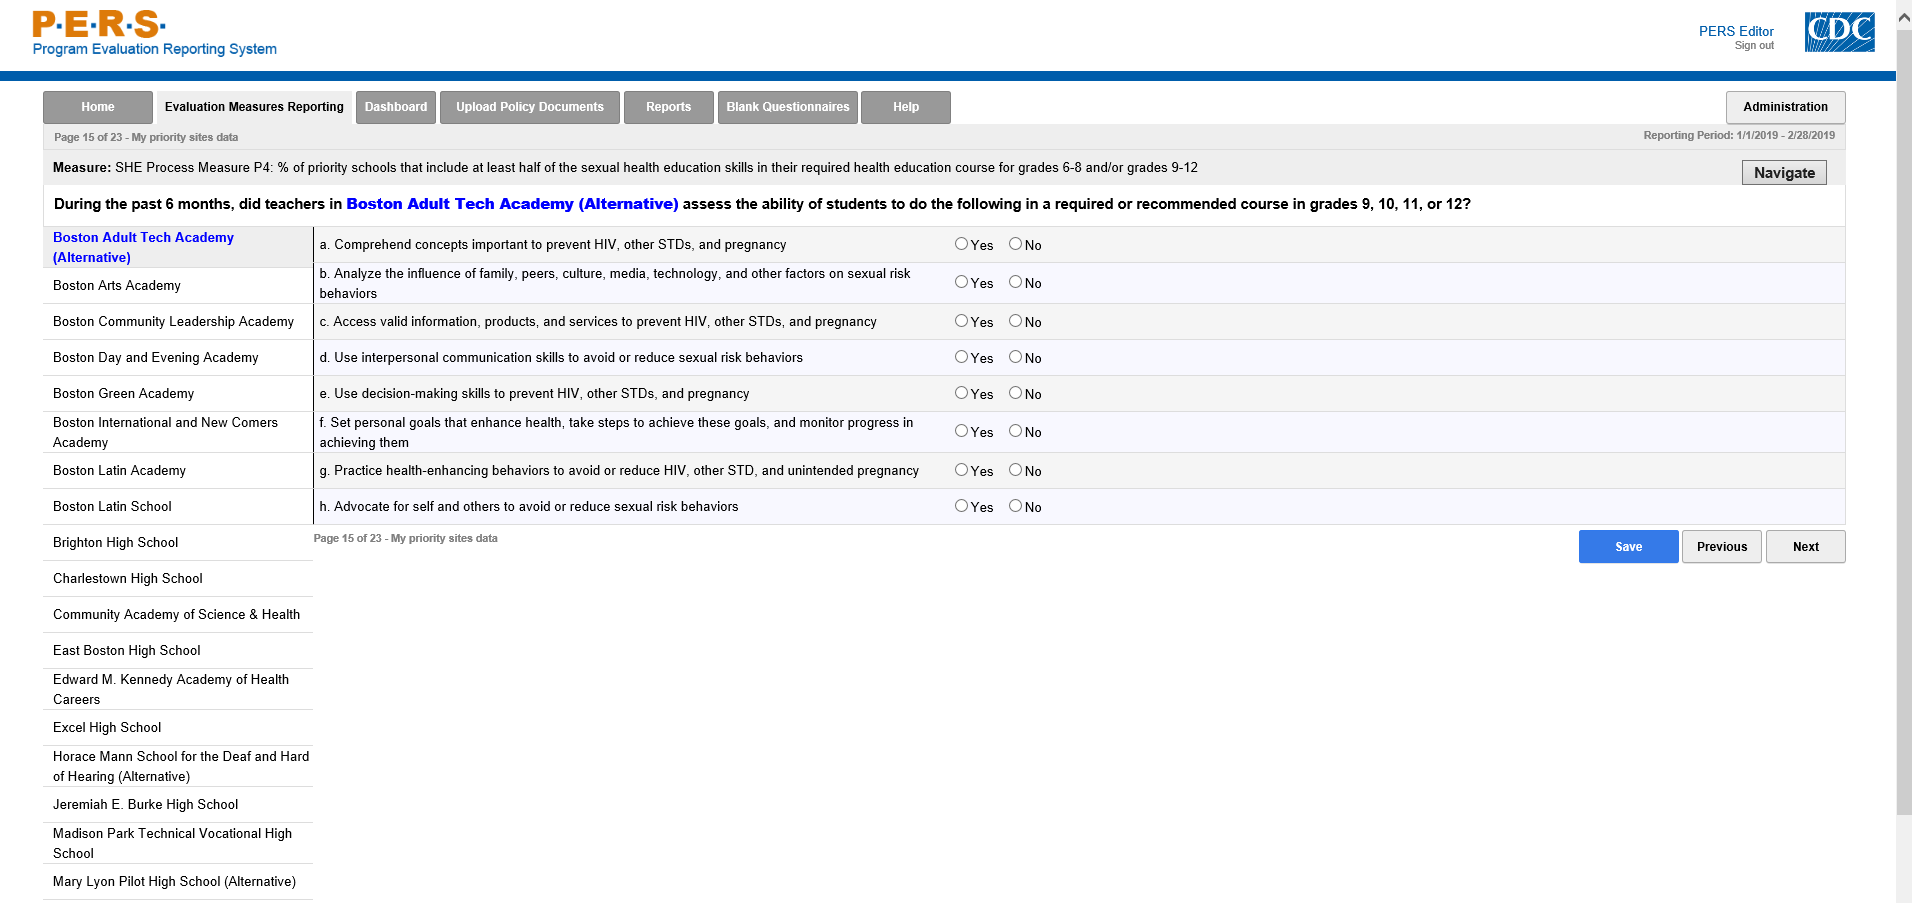 P.E.R.S.
Program Evaluation Reporting System
PERS Editor
Sign out
CDC
Home
Evaluation Measures Reporting
Dashboard
Upload Policy Documents
Reports
Blank Questionnaires
Help
Administration
Page 15 of 23 - My priority sites data
Reporting Period: 1/1/2019 - 2/28/2019
Measure: SHE Process Measure P4: % of priority schools that include at least half of the sexual health education skills in their required health education course for grades 6-8 and/or grades 9-12
Navigate
During the past 6 months, did teachers in Boston Adult Tech Academy (Alternative) assess the ability of students to do the following in a required or recommended course in grades 9, 10, 11, or 12?
Boston Adult Tech Academy
(Alternative)
Boston Arts Academy
Boston Community Leadership Academy
Boston Day and Evening Academy
Boston Green Academy
Boston International and New Comers
Academy
Boston Latin Academy
Boston Latin School
Brighton High School
Charlestown High School
Community Academy of Science & Health
East Boston High School
Edward M. Kennedy Academy of Health
Careers
Excel High School
Horace Mann School for the Deaf and Hard
of Hearing (Alternative)
Jeremiah E. Burke High School
Madison Park Technical Vocational High
School
Mary Lyon Pilot High School (Alternative)
a. Comprehend concepts important to prevent HIV, other STDs, and pregnancy
Yes No
b. Analyze the influence of family, peers, culture, media, technology, and other factors on sexual risk
behaviors
Yes No
c. Access valid information, products, and services to prevent HIV, other STDs, and pregnancy
Yes No
d. Use interpersonal communication skills to avoid or reduce sexual risk behaviors
Yes No
e. Use decision-making skills to prevent HIV, other STDs, and pregnancy
Yes No
f. Set personal goals that enhance health, take steps to achieve these goals, and monitor progress in
achieving them
Yes No
g. Practice health-enhancing behaviors to avoid or reduce HIV, other STD, and unintended pregnancy
Yes No
h. Advocate for self and others to avoid or reduce sexual risk behaviors
Yes No
Page 15 of 23 - My priority sites data
Save
Previous
Next